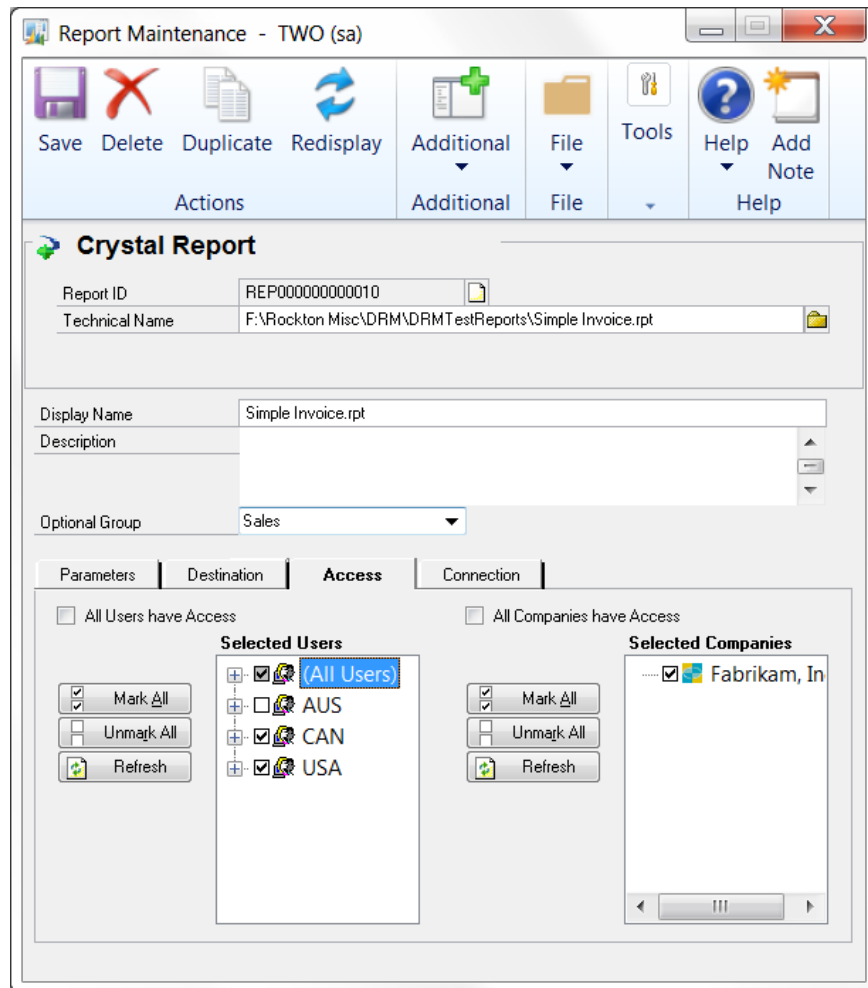 Report Maintenance - TWO (sa)
Save Delete Duplicate Redisplay Additional File Tools Help Add Note
Actions Additional File Help
Crystal Report
Report ID REP000000000010
Technical Name F:\Rockton Misc\DRM\DRMTestReports\Simple Invoice.rpt
Display Name Simple Invoice.rpt
Description
Optional Group Sales
Parameters Destination Access Connection
All Users have Access All Companies have Access
Selected Users Selected Companies
(All Users) Fabrikam, In
Mark All AUS Mark All
Unmark All CAN Unmark All
Refresh USA Refresh